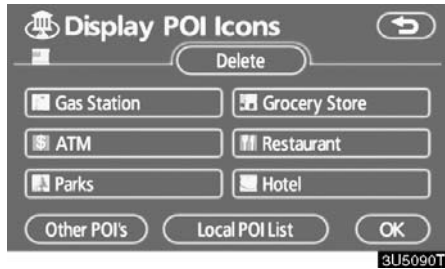 Display POI Icons
Delete
Gas Station
Grocery Store
ATM
Restaurant
Parks
Hotel
Other POI's
Local POI List
OK
3U5090T